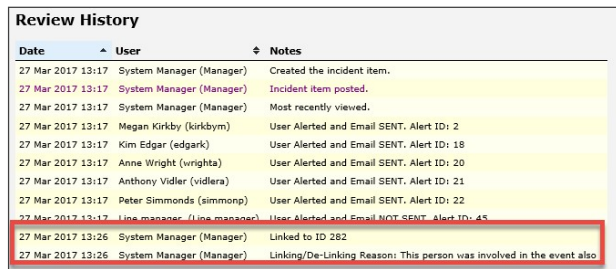 Review History
Date User Notes
27 Mar 2017 13:17 System Manager (Manager) Created the incident item.
27 Mar 2017 13:17 System Manager (Manager) Incident item posted.
27 Mar 2017 13:17 System Manager (Manager) Most recently viewed.
27 Mar 2017 13:17 Megan Kirkby (kirkbym) User Alerted and Email SENT. Alert ID: 2
27 Mar 2017 13:17 Kim Edgar (edgark) User Alerted and Email SENT. Alert ID: 18
27 Mar 2017 13:17 Anne Wright (wrighta) User Alerted and Email SENT. Alert ID: 20
27 Mar 2017 13:17 Anthony Vidler (vidlera) User Alerted and Email SENT. Alert ID: 21
27 Mar 2017 13:17 Peter Simmonds (simmonp) User Alerted and Email SENT. Alert ID: 22
27 Mar 2017 13:17 Line manager (Line manager) User Alerted and Email NOT SENT. Alert ID: 45
27 Mar 2017 13:26 System Manager (Manager) Linked to ID 282
27 Mar 2017 13:26 System Manager (Manager) Linking/De-Linking Reason: This person was involved in the event also